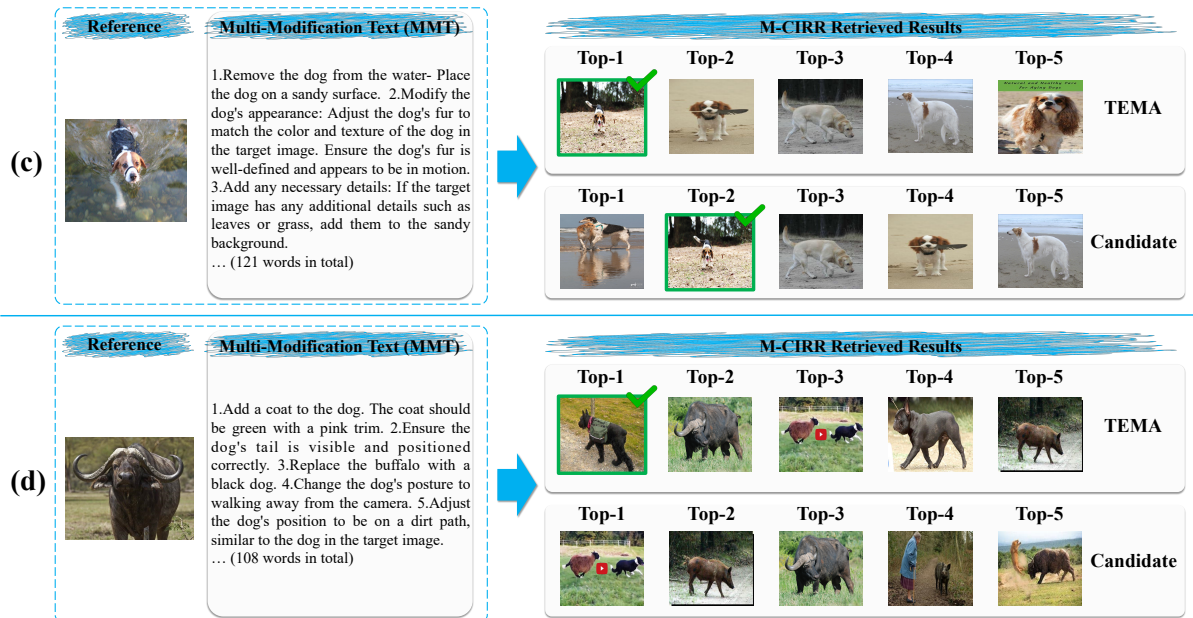 (c)
Reference
Multi-Modification Text (MMT)
1.Remove the dog from the water- Place
the dog on a sandy surface. 2.Modify the
dog's appearance: Adjust the dog's fur to
match the color and texture of the dog in
the target image. Ensure the dog's fur is
well-defined and appears to be in motion.
3.Add any necessary details: If the target
image has any additional details such as
leaves or grass, add them to the sandy
background.
… (121 words in total)
M-CIRR Retrieved Results
Top-1 Top-2 Top-3 Top-4 Top-5
Natural and Healthy Care
For Aging Dogs
TEMA
Top-1 Top-2 Top-3 Top-4 Top-5
Candidate
(d)
Reference
Multi-Modification Text (MMT)
1.Add a coat to the dog. The coat should
be green with a pink trim. 2.Ensure the
dog's tail is visible and positioned
correctly. 3.Replace the buffalo with a
black dog. 4.Change the dog's posture to
walking away from the camera. 5.Adjust
the dog's position to be on a dirt path,
similar to the dog in the target image.
… (108 words in total)
M-CIRR Retrieved Results
Top-1 Top-2 Top-3 Top-4 Top-5
TEMA
Top-1 Top-2 Top-3 Top-4 Top-5
Candidate